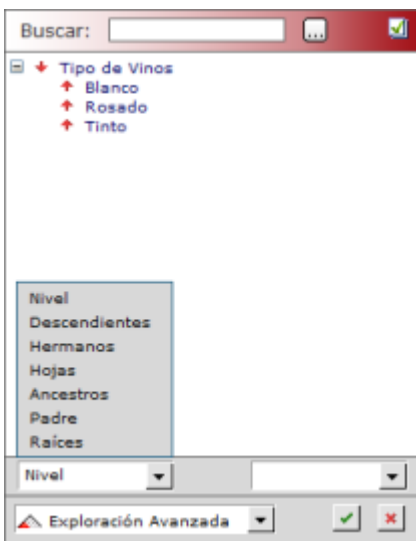 Buscar: ...
Tipo de Vinos
Blanco
Rosado
Tinto
Nivel
Descendientes
Hermanos
Hojas
Ancestros
Padre
Raíces
Nivel
Exploración Avanzada